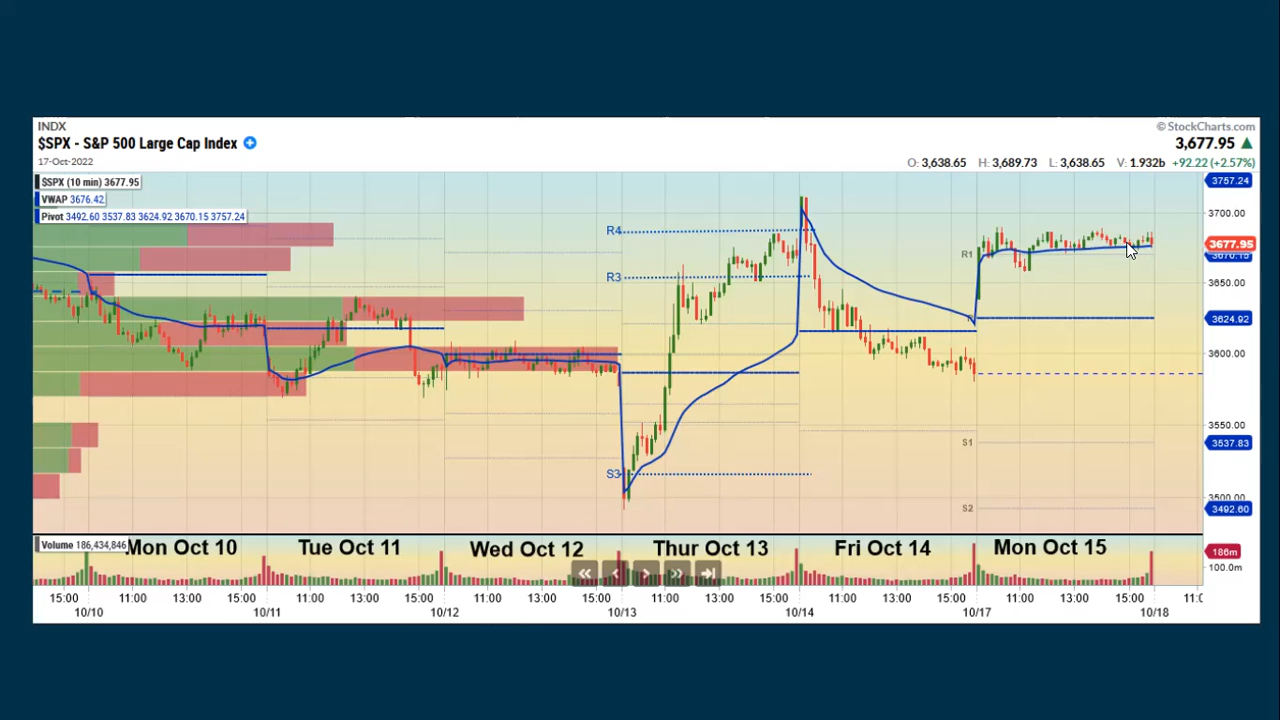 INDX
© StockCharts.com
$SPX - S&P 500 Large Cap Index
3,677.95
17-Oct-2022
O: 3,638.65 H: 3,689.73 L: 3,638.65 V: 1.932b +92.22 (+2.57%)
$SPX (10 min) 3677.95
VWAP 3676.42
Pivot 3492.60 3537.83 3624.92 3670.15 3757.24
3757.24
3700.00
R4
3677.95
3670.15
R1
R3
3650.00
3624.92
3600.00
3550.00
S1
3537.83
S3
3500.00
S2
3492.60
Volume 186,434,846
Mon Oct 10 Tue Oct 11 Wed Oct 12 Thur Oct 13 Fri Oct 14 Mon Oct 15
186m
100.0m
15:00 11:00 13:00 15:00 11:00 13:00 15:00 11:00 13:00 15:00 11:00 13:00 15:00 11:00 13:00 15:00 11:00 13:00 15:00 11:0
10/10 10/11 10/12 10/13 10/14 10/17 10/18